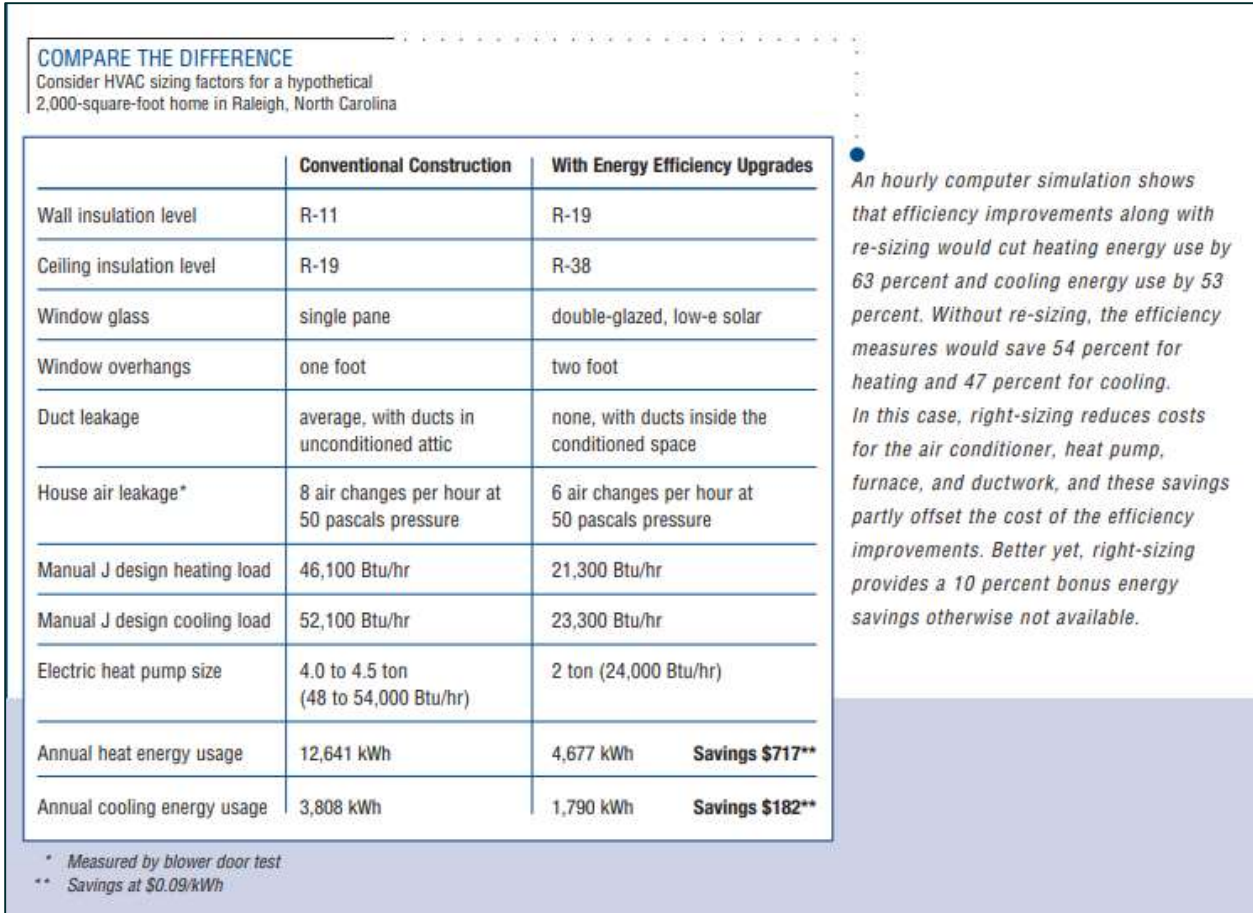 COMPARE THE DIFFERENCE
Consider HVAC sizing factors for a hypothetical
2,000-square-foot home in Raleigh, North Carolina
Conventional Construction With Energy Efficiency Upgrades
Wall insulation level R-11 R-19
Ceiling insulation level R-19 R-38
Window glass single pane double-glazed, low-e solar
Window overhangs one foot two foot
Duct leakage average, with ducts in none, with ducts inside the
unconditioned attic conditioned space
House air leakage* 8 air changes per hour at 6 air changes per hour at
50 pascals pressure 50 pascals pressure
Manual J design heating load 46,100 Btu/hr 21,300 Btu/hr
Manual J design cooling load 52,100 Btu/hr 23,300 Btu/hr
Electric heat pump size 4.0 to 4.5 ton 2 ton (24,000 Btu/hr)
(48 to 54,000 Btu/hr)
Annual heat energy usage 12,641 kWh 4,677 kWh Savings $717**
Annual cooling energy usage 3,808 kWh 1,790 kWh Savings $182**
* Measured by blower door test
** Savings at $0.09/kWh
An hourly computer simulation shows
that efficiency improvements along with
re-sizing would cut heating energy use by
63 percent and cooling energy use by 53
percent. Without re-sizing, the efficiency
measures would save 54 percent for
heating and 47 percent for cooling.
In this case, right-sizing reduces costs
for the air conditioner, heat pump,
furnace, and ductwork, and these savings
partly offset the cost of the efficiency
improvements. Better yet, right-sizing
provides a 10 percent bonus energy
savings otherwise not available.